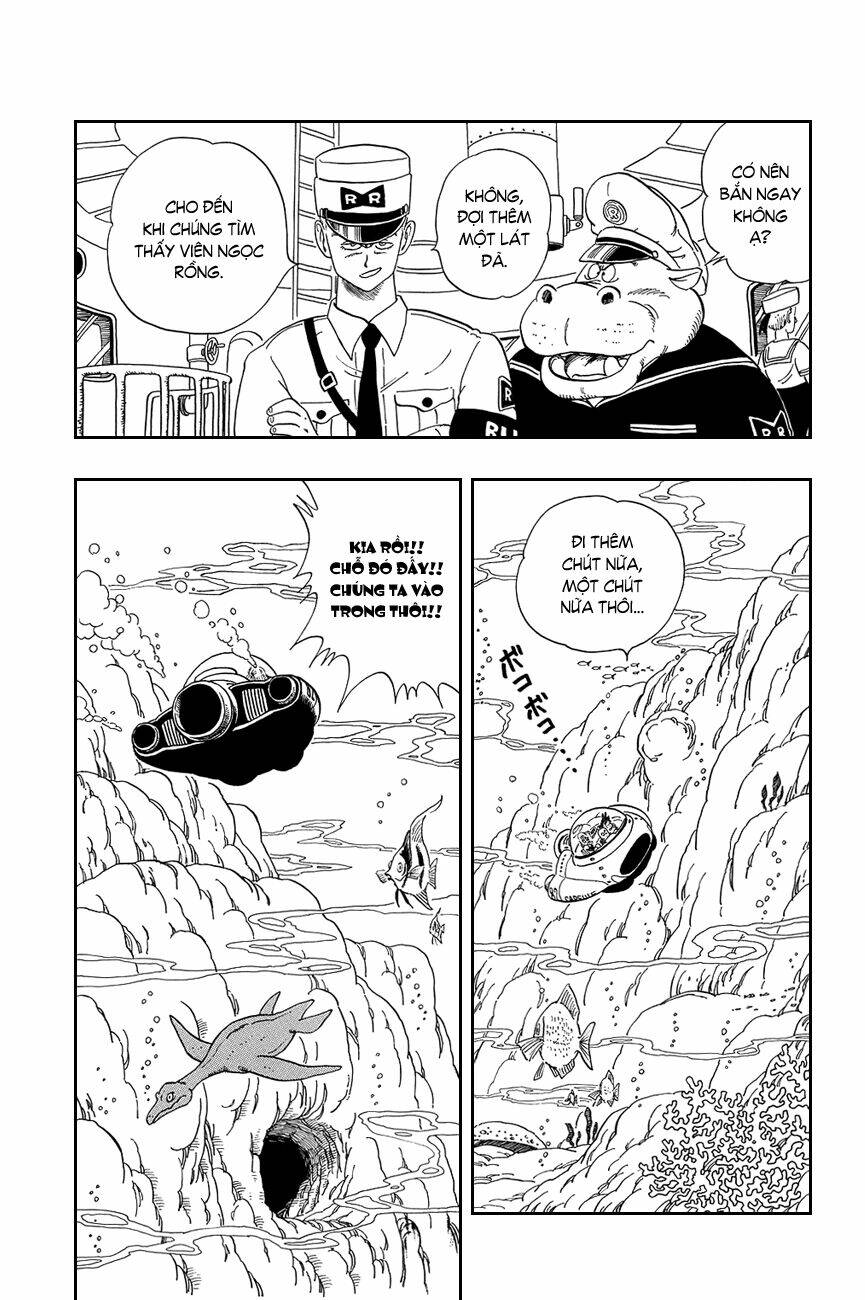 CÓ NÊN
BẮN NGAY
KHÔNG
Ạ?
KHÔNG,
ĐỢI THÊM
MỘT LÁT
ĐÃ.
CHO ĐẾN
KHI CHÚNG TÌM
THẤY VIÊN NGỌC
RỒNG.
R R
R
RR
R R
ĐI THÊM
CHÚT NỮA,
MỘT CHÚT
NỮA THÔI...
ボコボコ...
KIA RỒI!!
CHỖ ĐÓ ĐẤY!!
CHÚNG TA VÀO
TRONG THÔI!!